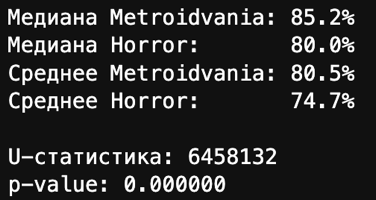 Медиана Metroidvania: 85.2%
Медиана Horror: 80.0%
Среднее Metroidvania: 80.5%
Среднее Horror: 74.7%
U-статистика: 6458132
p-value: 0.000000